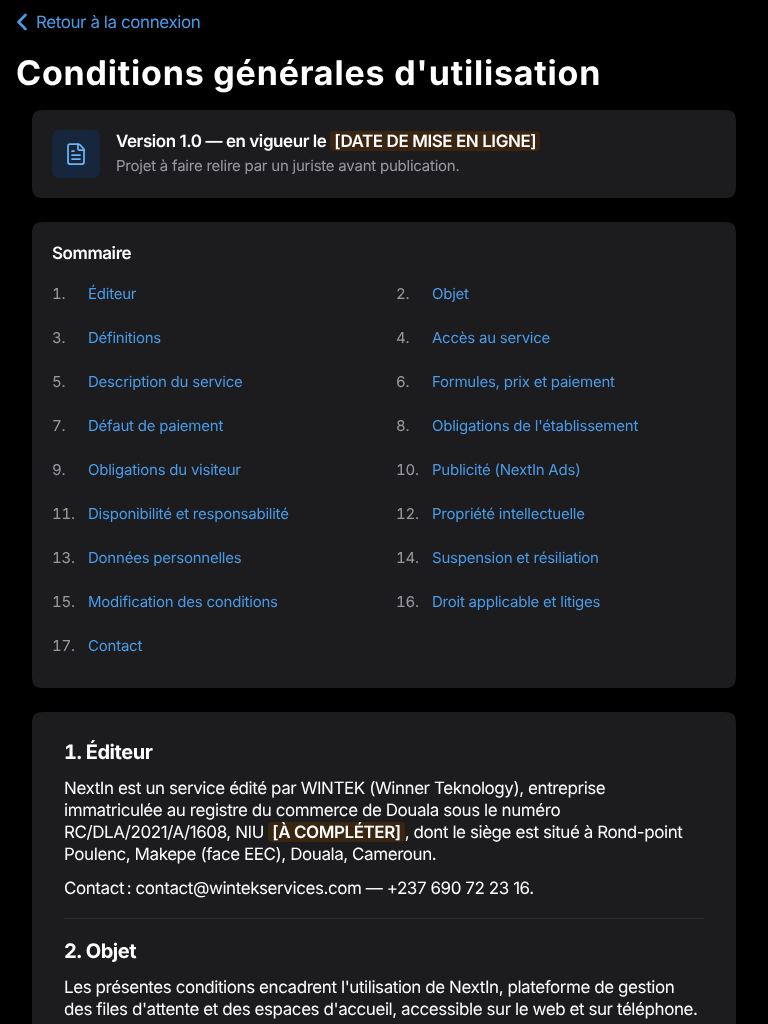 Retour à la connexion
Conditions générales d'utilisation
Version 1.0 — en vigueur le [DATE DE MISE EN LIGNE]
Projet à faire relire par un juriste avant publication.
Sommaire
1. Éditeur
2. Objet
3. Définitions
4. Accès au service
5. Description du service
6. Formules, prix et paiement
7. Défaut de paiement
8. Obligations de l'établissement
9. Obligations du visiteur
10. Publicité (NextIn Ads)
11. Disponibilité et responsabilité
12. Propriété intellectuelle
13. Données personnelles
14. Suspension et résiliation
15. Modification des conditions
16. Droit applicable et litiges
17. Contact
1. Éditeur
NextIn est un service édité par WINTEK (Winner Teknology), entreprise
immatriculée au registre du commerce de Douala sous le numéro
RC/DLA/2021/A/1608, NIU [À COMPLÉTER], dont le siège est situé à Rond-point
Poulenc, Makepe (face EEC), Douala, Cameroun.
Contact : contact@wintekservices.com — +237 690 72 23 16.
2. Objet
Les présentes conditions encadrent l'utilisation de NextIn, plateforme de gestion
des files d'attente et des espaces d'accueil, accessible sur le web et sur téléphone.